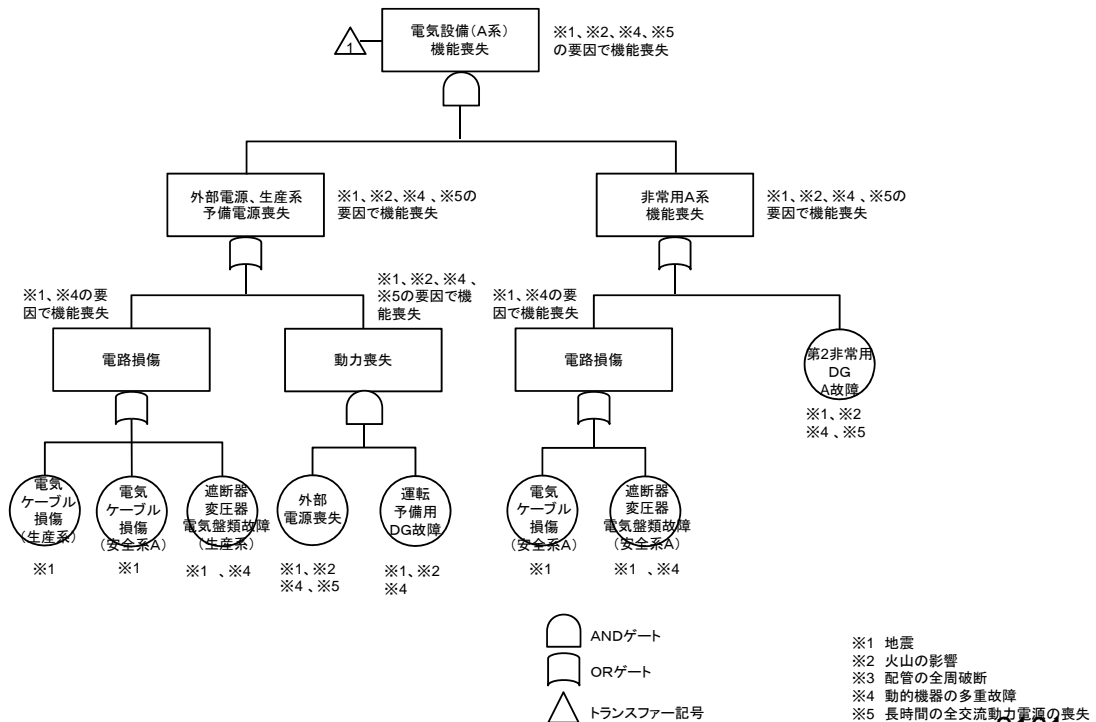 電気設備（A系）
機能喪失
※1、※2、※4、※5
の要因で機能喪失
1
外部電源、生産系
予備電源喪失
※1、※2、※4 、※5の
要因で機能喪失
非常用A系
機能喪失
※1、※2、※4 、※5の
要因で機能喪失
※1、※4の要
因で機能喪失
電路損傷
※1、※2、※4 、
※5の要因で機
能喪失
動力喪失
※1、※4の要
因で機能喪失
電路損傷
第2非常用
DG
A故障
※1、※2
※4 、※5
電気
ケーブル
損傷
（生産系）
※1
電気
ケーブル
損傷
（安全系A）
※1
遮断器
変圧器
電気盤類故障
（生産系）
※1 、※4
外部
電源喪失
※1、※2
※4 、※5
運転
予備用
DG故障
※1、※2
※4
電気
ケーブル
損傷
（安全系A）
※1
遮断器
変圧器
電気盤類故障
（安全系A）
※1 、※4
ANDゲート
ORゲート
トランスファー記号
※1 地震
※2 火山の影響
※3 配管の全周破断
※4 動的機器の多重故障
※5 長時間の全交流動力電源の喪失